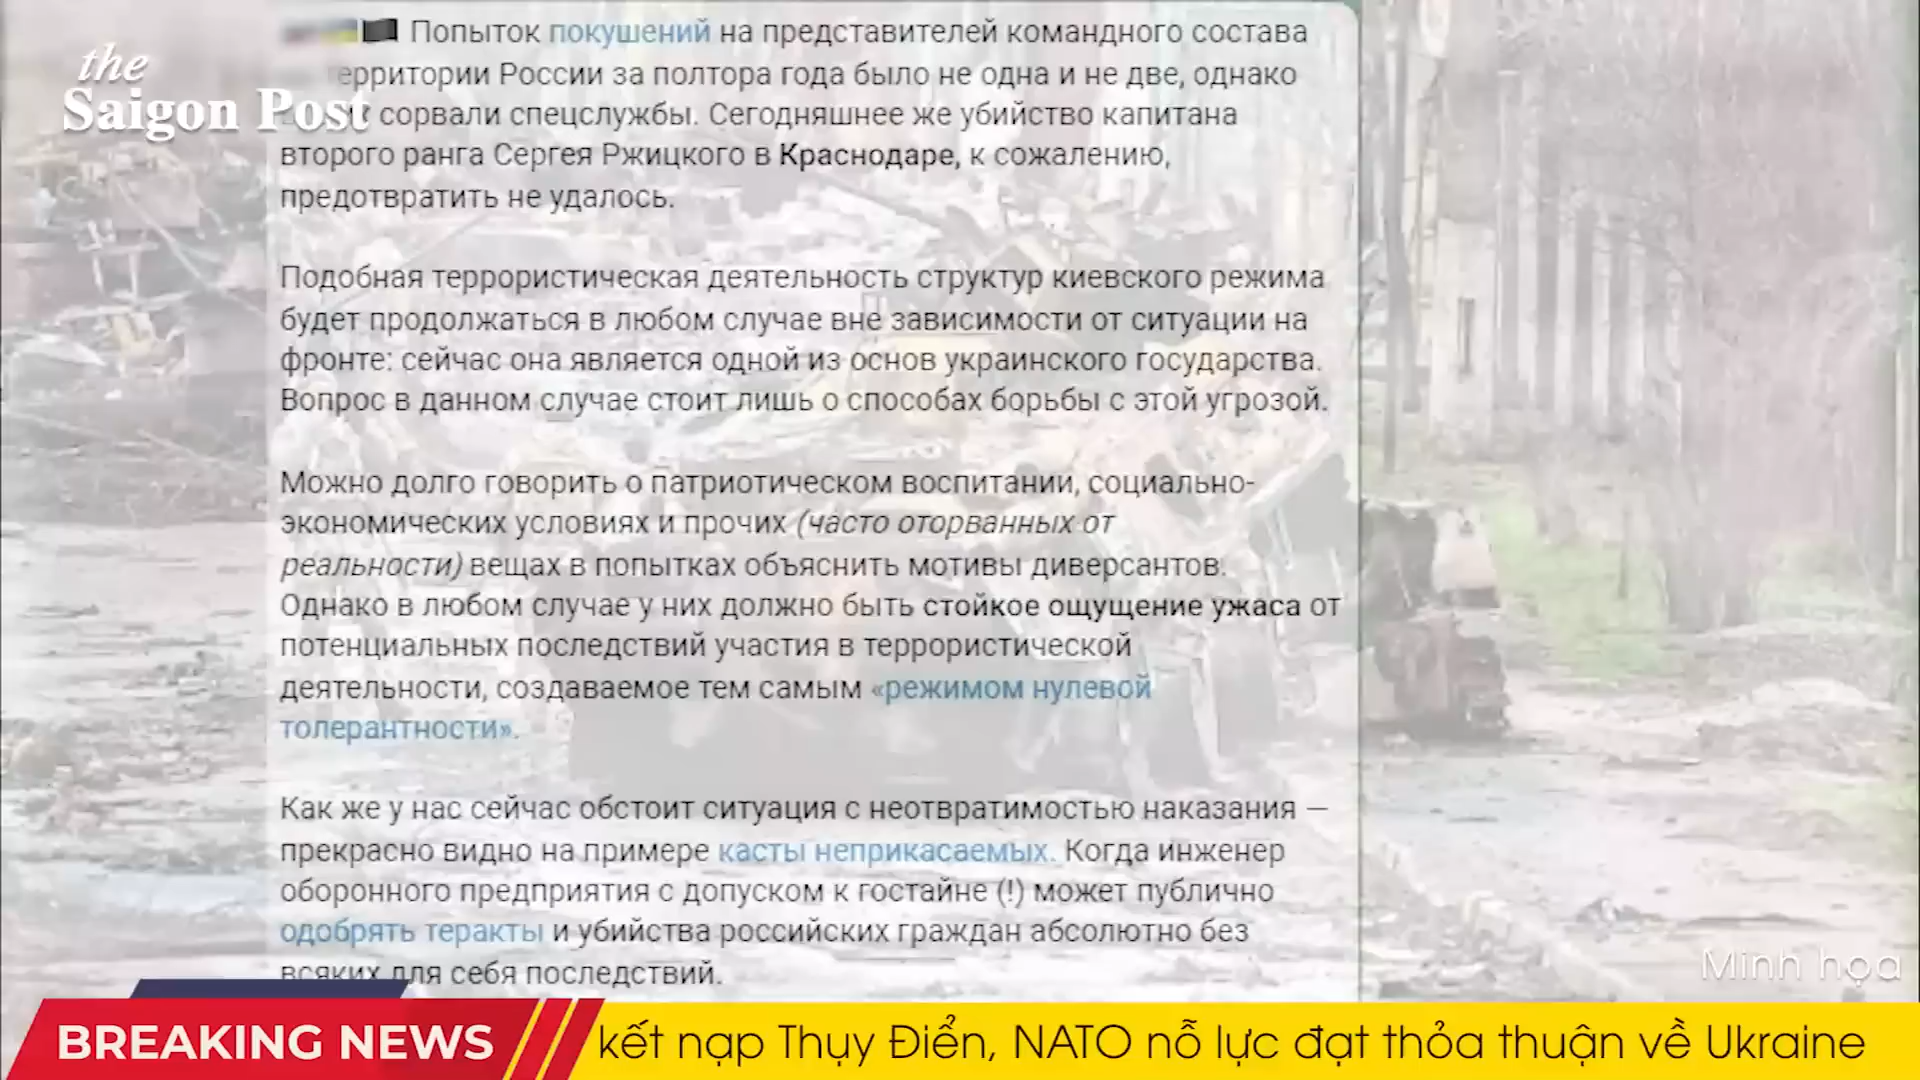 Попыток покушений на представителей командного состава
территории России за полтора года было не одна и не две, однако
сорвали спецслужбы. Сегодняшнее же убийство капитана
второго ранга Сергея Ржицкого в Краснодаре, к сожалению,
предотвратить не удалось.
Подобная террористическая деятельность структур киевского режима
будет продолжаться в любом случае вне зависимости от ситуации на
фронте: сейчас она является одной из основ украинского государства.
Вопрос в данном случае стоит лишь о способах борьбы с этой угрозой.
Можно долго говорить о патриотическом воспитании, социально-
экономических условиях и прочих (часто оторванных от
реальности) вещах в попытках объяснить мотивы диверсантов.
Однако в любом случае у них должно быть стойкое ощущение ужаса от
потенциальных последствий участия в террористической
деятельности, создаваемое тем самым «режимом нулевой
толерантности».
Как же у нас сейчас обстоит ситуация с неотвратимостью наказания —
прекрасно видно на примере касты неприкасаемых. Когда инженер
оборонного предприятия с допуском к гостайне (!) может публично
одобрять теракты и убийства российских граждан абсолютно без
всяких для себя последствий.
the
Saigon Post
Minh họa
BREAKING NEWS
kết nạp Thụy Điển, NATO nỗ lực đạt thỏa thuận về Ukraine